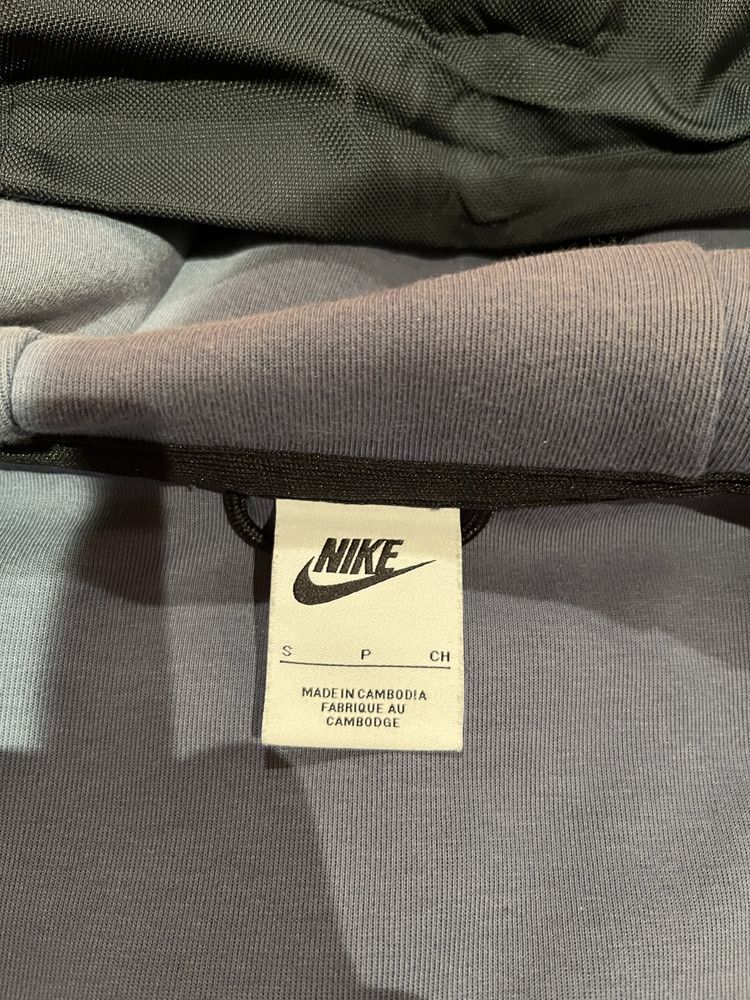 NIKE
S P CH
MADE IN CAMBODIA
FABRIQUE AU
CAMBODGE